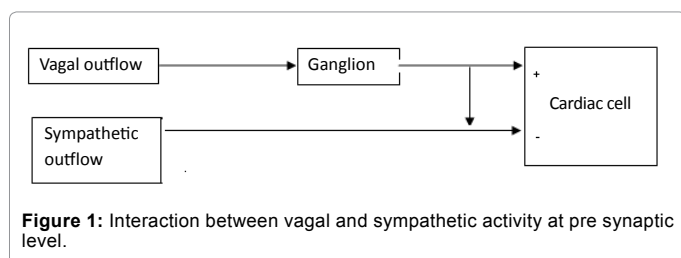 Vagal outflow
Ganglion
+
Cardiac cell
Sympathetic
outflow
-
Figure 1: Interaction between vagal and sympathetic activity at pre synaptic
level.